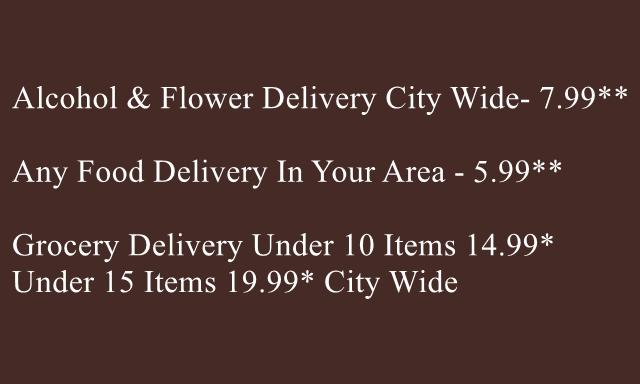 Alcohol & Flower Delivery City Wide- 7.99**
Any Food Delivery In Your Area - 5.99**
Grocery Delivery Under 10 Items 14.99*
Under 15 Items 19.99* City Wide